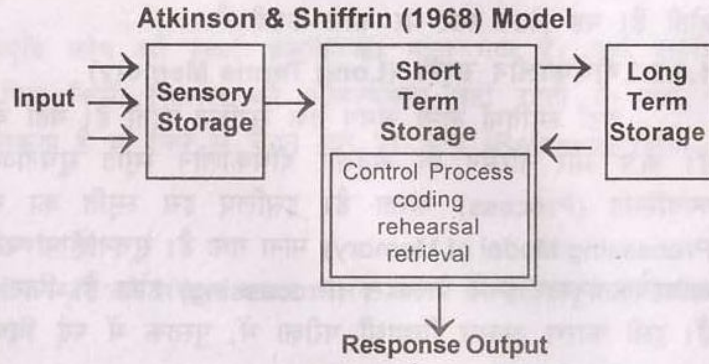 Atkinson & Shiffrin (1968) Model
Input
Sensory
Storage
Short
Term
Storage
Control Process
coding
rehearsal
retrieval
Long
Term
Storage
Response Output